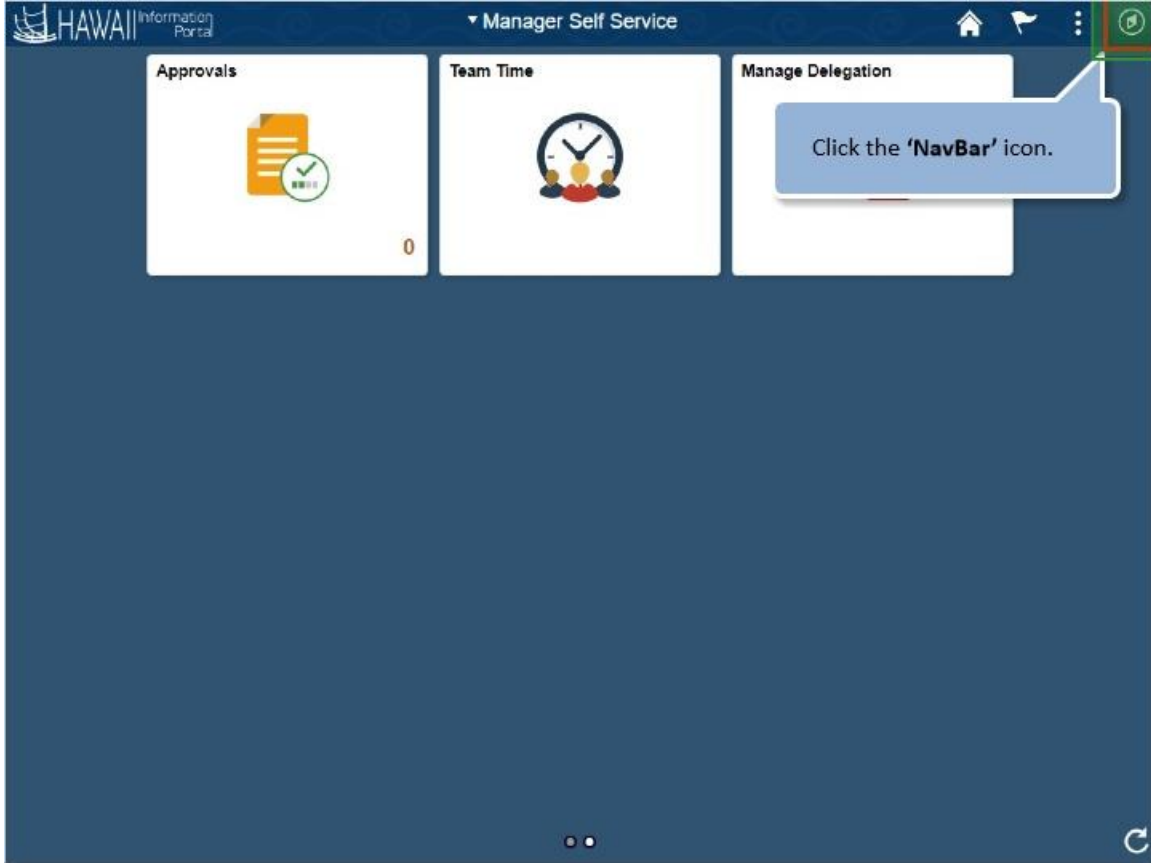 HAWAII Information
Portal
Manager Self Service
Approvals
Team Time
Manage Delegation
Click the ‘NavBar’ icon.
0